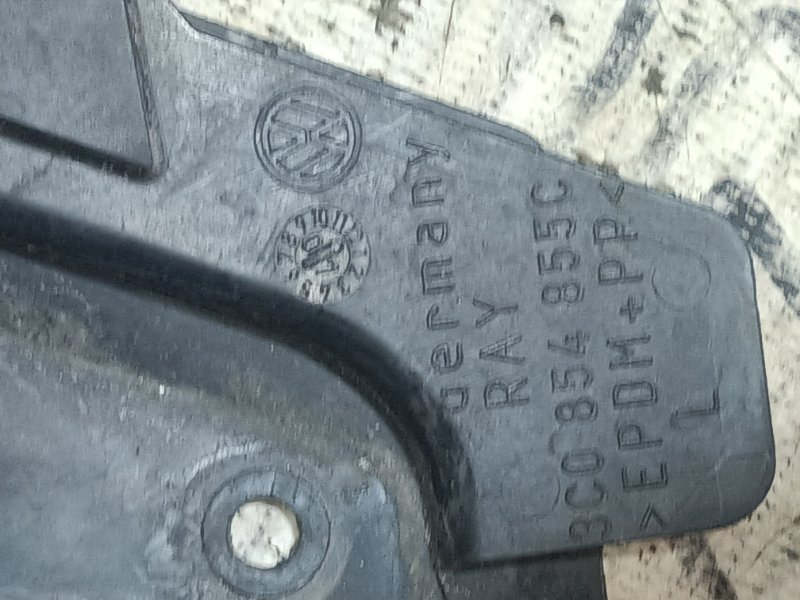 Germany
RAY
3C0 854 855C
>EPDM+PP<
L